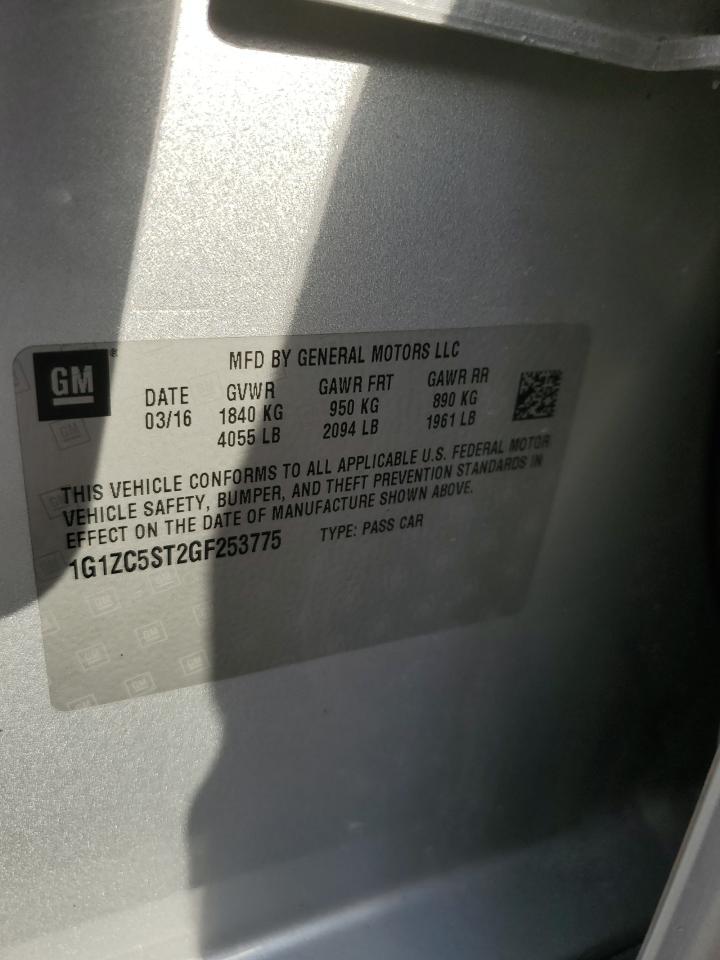 GM ®
MFD BY GENERAL MOTORS LLC
DATE GVWR GAWR FRT GAWR RR
03/16 1840 KG 950 KG 890 KG
4055 LB 2094 LB 1961 LB
THIS VEHICLE CONFORMS TO ALL APPLICABLE U.S. FEDERAL MOTOR
VEHICLE SAFETY, BUMPER, AND THEFT PREVENTION STANDARDS IN
EFFECT ON THE DATE OF MANUFACTURE SHOWN ABOVE.
1G1ZC5ST2GF253775 TYPE: PASS CAR